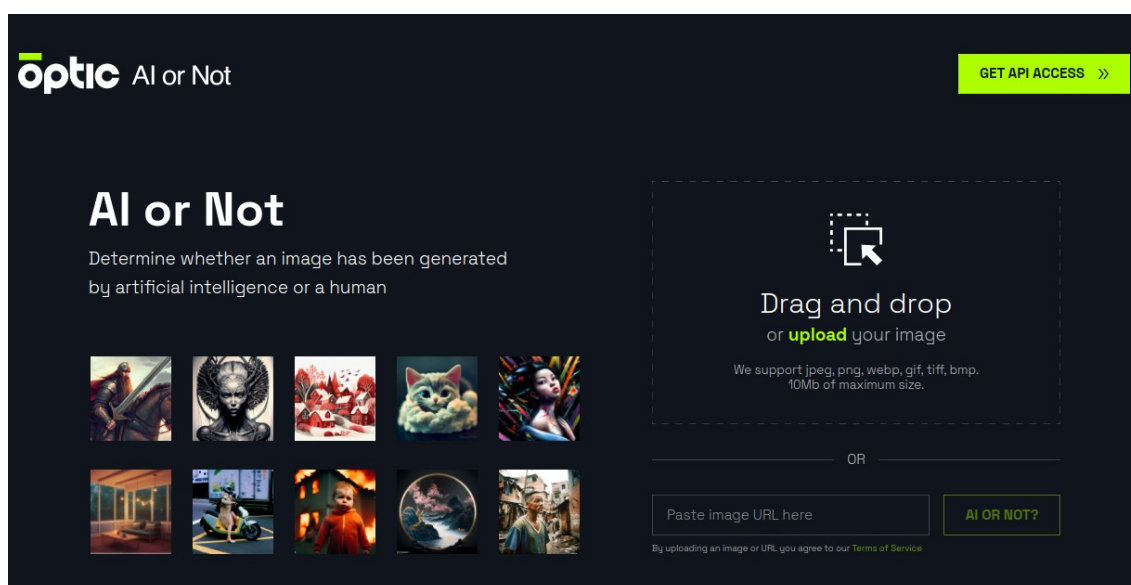 optic AI or Not
GET API ACCESS
AI or Not
Determine whether an image has been generated
by artificial intelligence or a human
Drag and drop
or upload your image
We support jpeg, png, webp, gif, tiff, bmp.
10Mb of maximum size.
OR
Paste image URL here
AI OR NOT?
By uploading an image or URL you agree to our Terms of Service